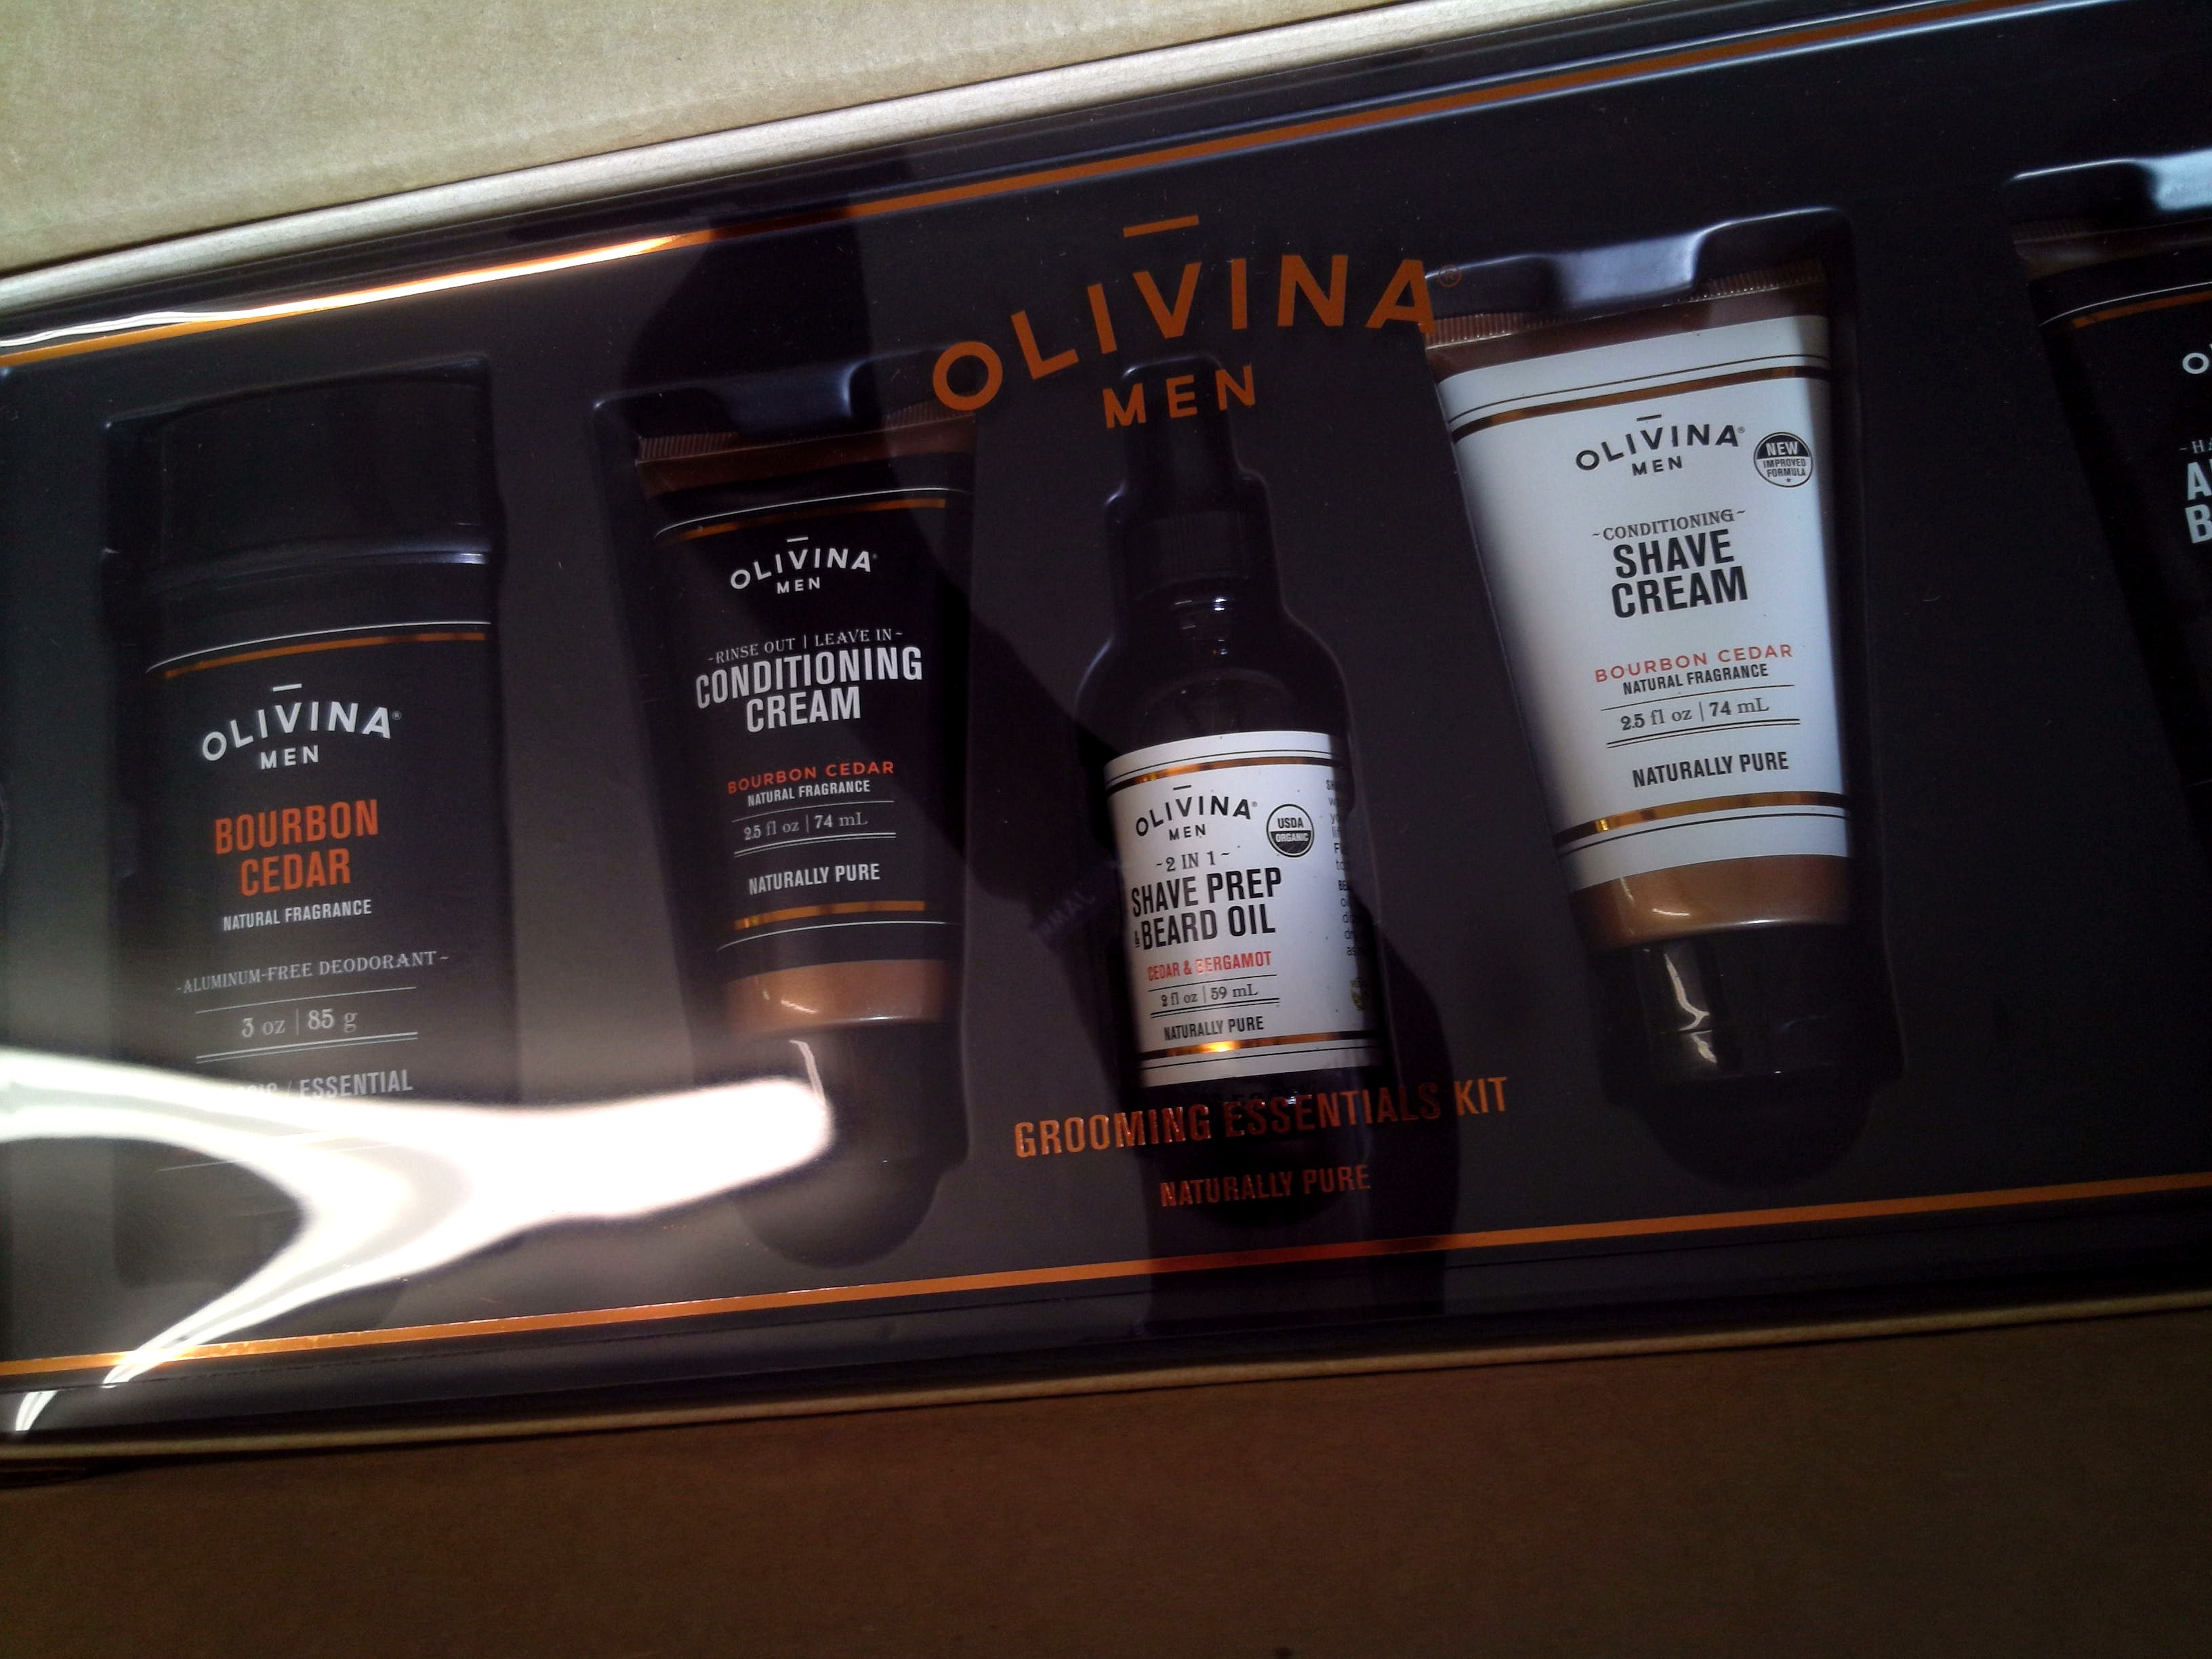 OLIVINA®
MEN
OLIVINA®
MEN
BOURBON
CEDAR
NATURAL FRAGRANCE
-ALUMINUM-FREE DEODORANT-
3 oz | 85 g
/ ESSENTIAL
OLIVINA®
MEN
-RINSE OUT | LEAVE IN-
CONDITIONING
CREAM
BOURBON CEDAR
NATURAL FRAGRANCE
2.5 fl oz | 74 mL
NATURALLY PURE
OLIVINA®
MEN
USDA
ORGANIC
~2 IN 1~
SHAVE PREP
& BEARD OIL
CEDAR & BERGAMOT
2 fl oz | 59 mL
NATURALLY PURE
OLIVINA®
MEN
NEW
IMPROVED
FORMULA
~CONDITIONING~
SHAVE
CREAM
BOURBON CEDAR
NATURAL FRAGRANCE
2.5 fl oz | 74 mL
NATURALLY PURE
GROOMING ESSENTIALS KIT
NATURALLY PURE